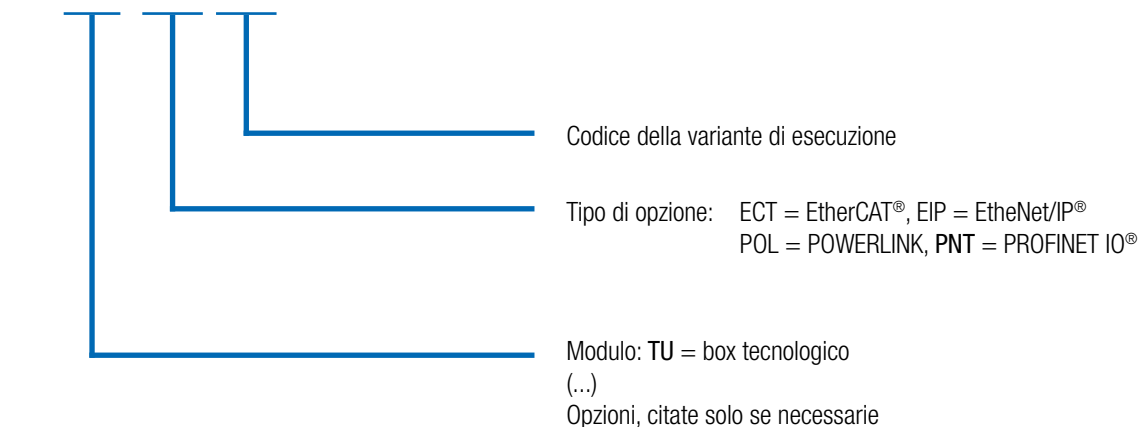 Codice della variante di esecuzione
Tipo di opzione: ECT = EtherCAT®, EIP = EtheNet/IP®
POL = POWERLINK, PNT = PROFINET IO®
Modulo: TU = box tecnologico
(...)
Opzioni, citate solo se necessarie